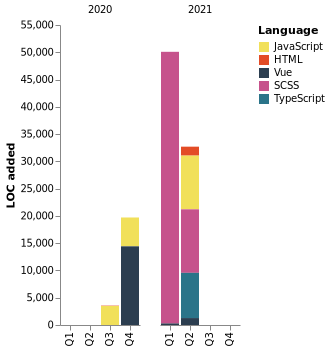 2020
2021
Language
JavaScript
HTML
Vue
SCSS
TypeScript
LOC added
55,000
50,000
45,000
40,000
35,000
30,000
25,000
20,000
15,000
10,000
5,000
0
Q1 Q2 Q3 Q4 Q1 Q2 Q3 Q4